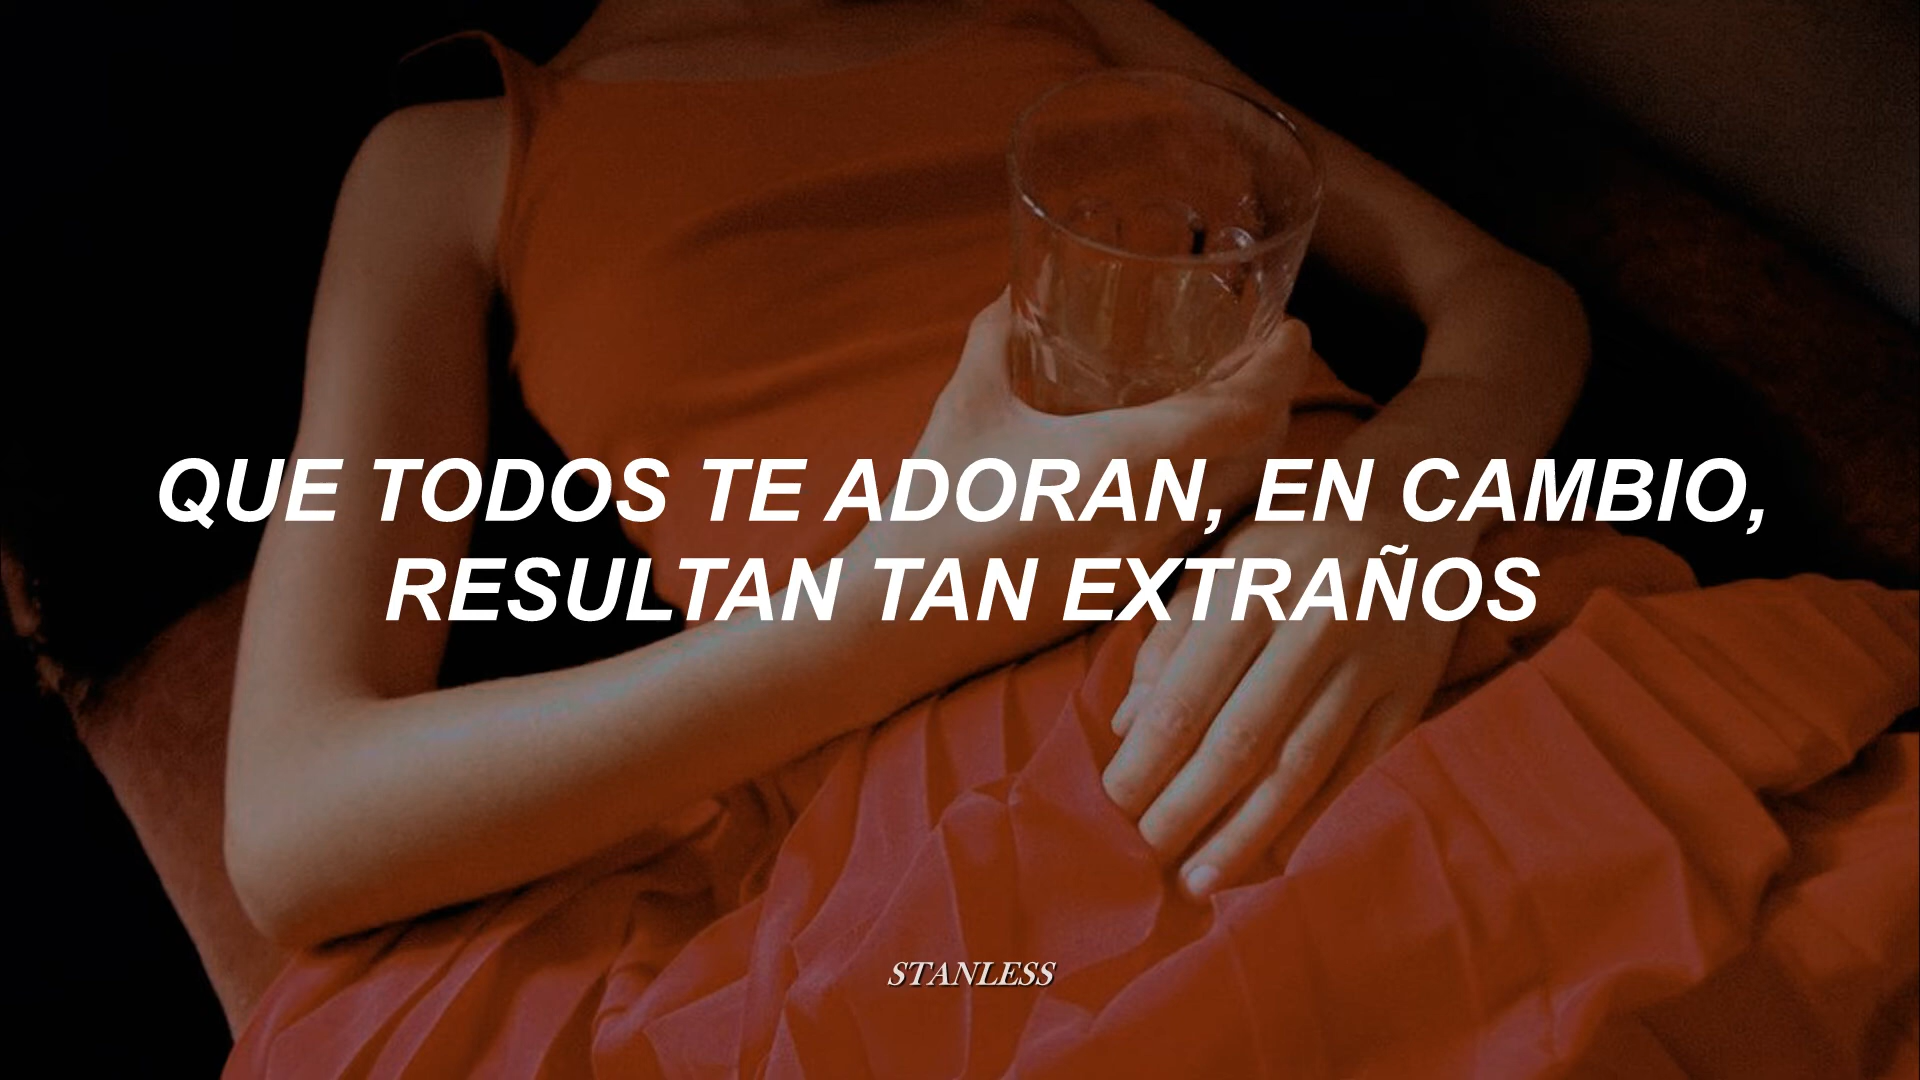 QUE TODOS TE ADORAN, EN CAMBIO,
RESULTAN TAN EXTRAÑOS
STANLESS